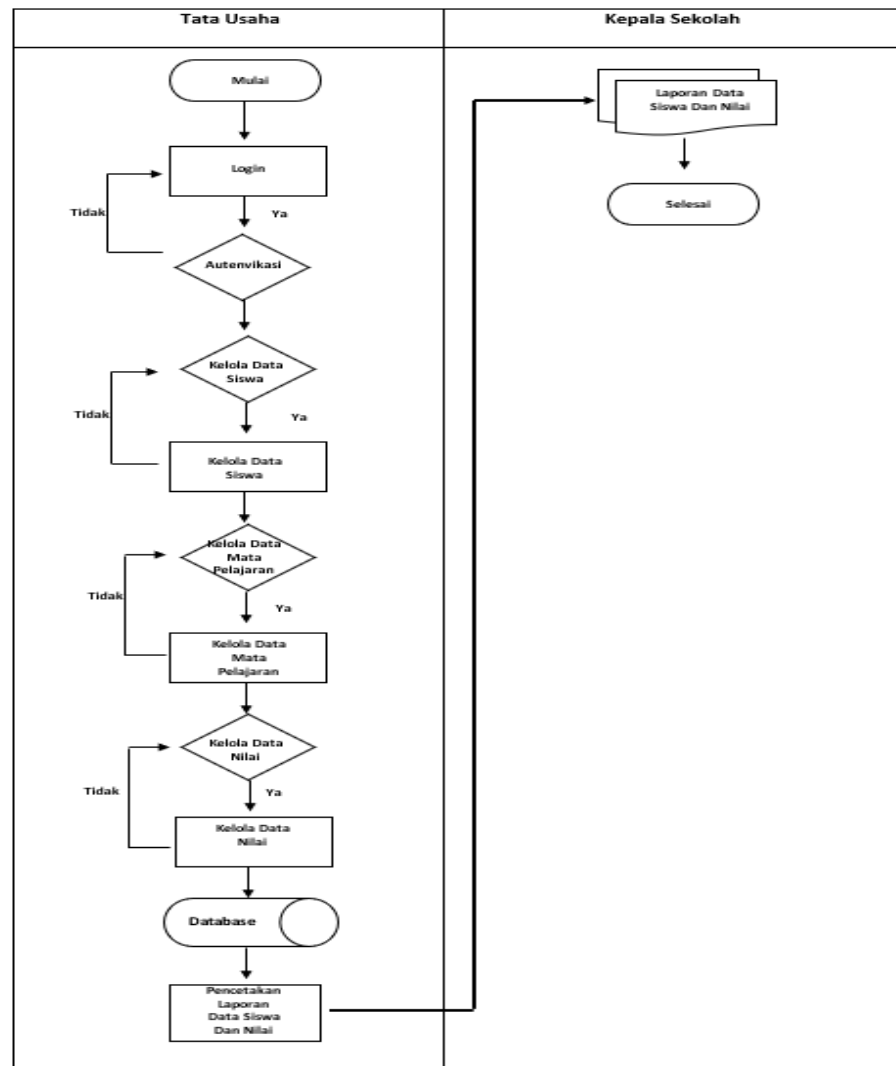 Tata Usaha
Kepala Sekolah
Mulai
Login
Tidak
Ya
Autenvikasi
Kelola Data
Siswa
Tidak
Ya
Kelola Data
Siswa
Kelola Data
Mata
Pelajaran
Tidak
Ya
Kelola Data
Mata
Pelajaran
Kelola Data
Nilai
Tidak
Ya
Kelola Data
Nilai
Database
Pencetakan
Laporan
Data Siswa
Dan Nilai
Laporan Data
Siswa Dan Nilai
Selesai